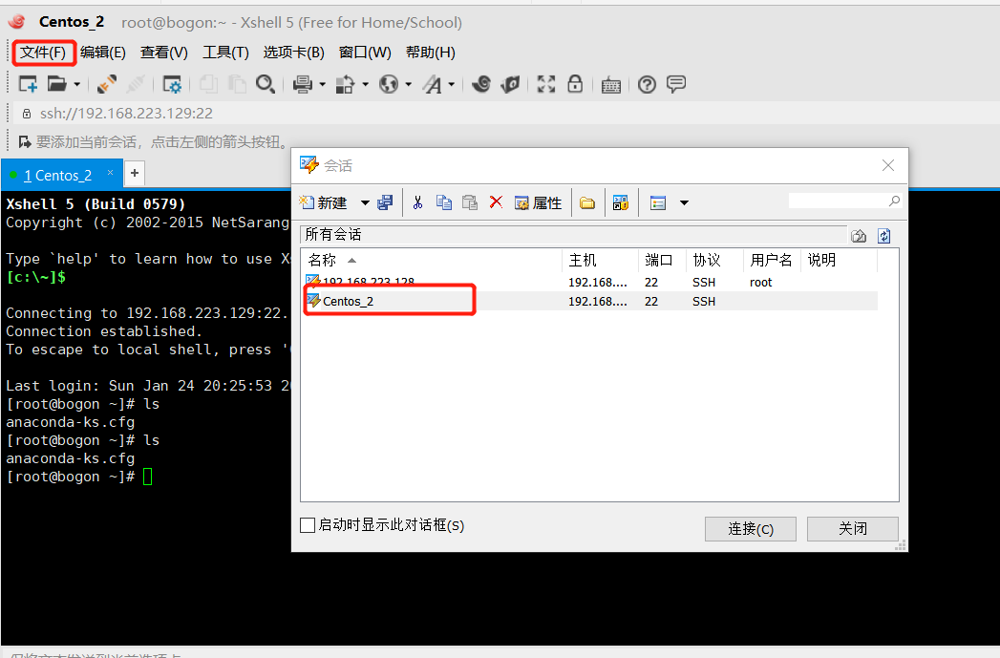 Centos_2 root@bogon:~ - Xshell 5 (Free for Home/School)
文件(F) 编辑(E) 查看(V) 工具(T) 选项卡(B) 窗口(W) 帮助(H)
ssh://192.168.223.129:22
要添加当前会话，点击左侧的箭头按钮。
1 Centos_2 × +
Xshell 5 (Build 0579)
Copyright (c) 2002-2015 NetSarang
Type `help' to learn how to use Xs
[c:\~]$
Connecting to 192.168.223.129:22.
Connection established.
To escape to local shell, press '
Last login: Sun Jan 24 20:25:53 20
[root@bogon ~]# ls
anaconda-ks.cfg
[root@bogon ~]# ls
anaconda-ks.cfg
[root@bogon ~]#
会话
新建 属性
所有会话
名称 主机 端口 协议 用户名 说明
192.168.223.128 192.168.... 22 SSH root
Centos_2 192.168.... 22 SSH
启动时显示此对话框(S)
连接(C) 关闭